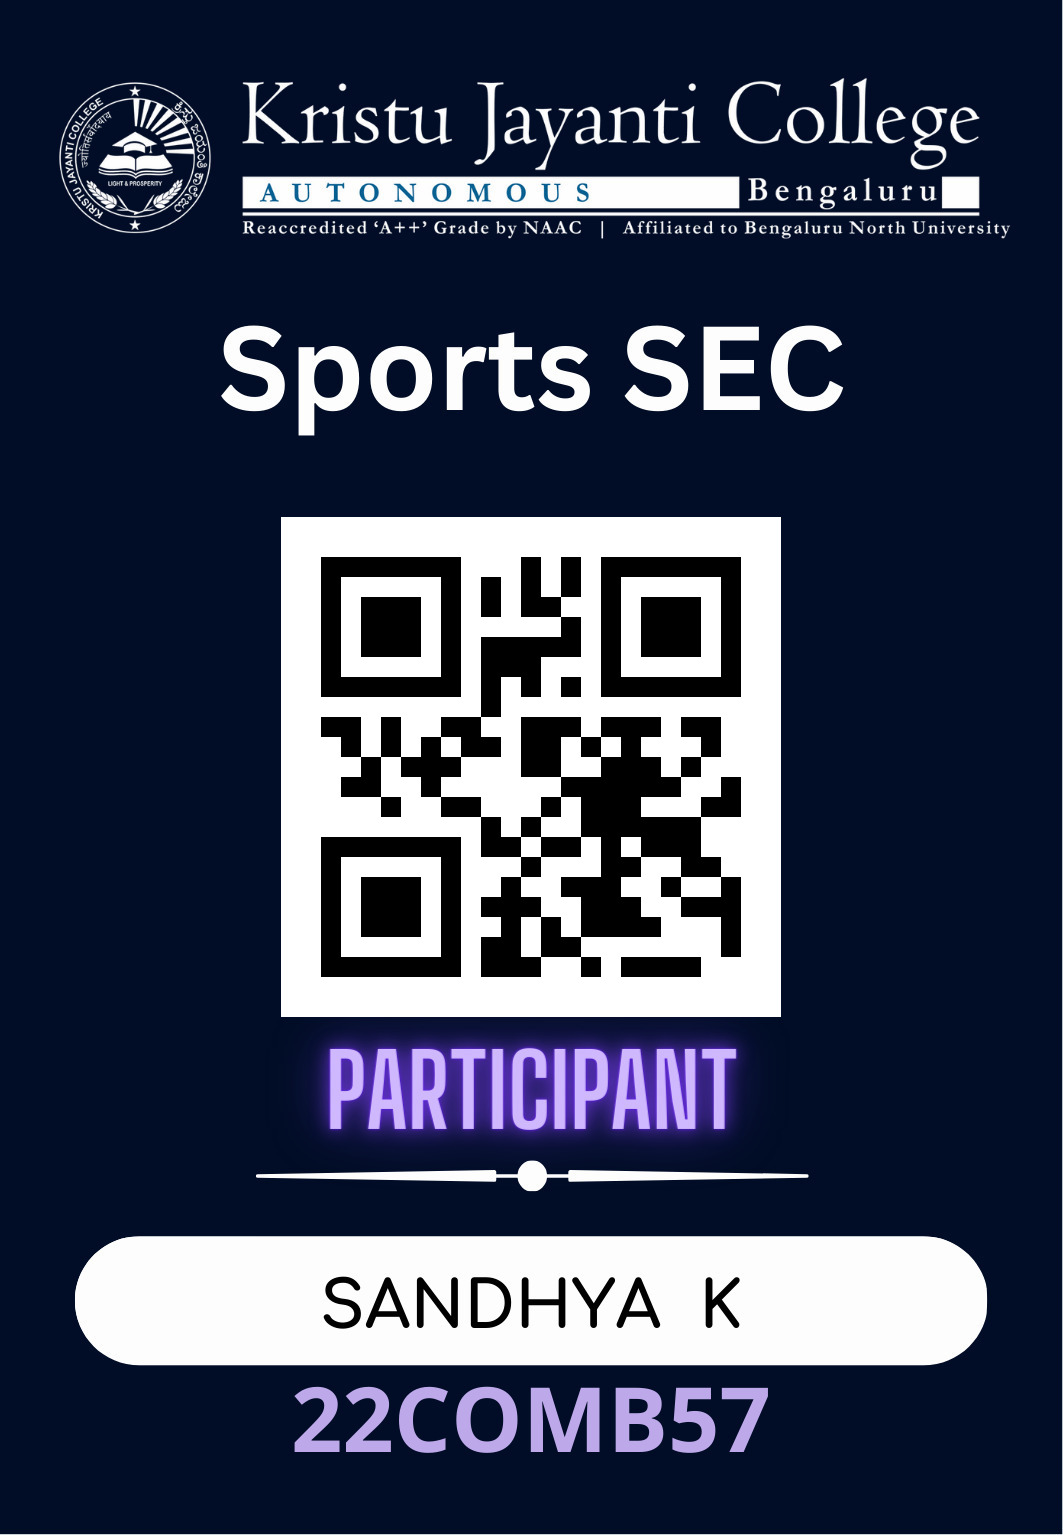 KRISTU JAYANTI COLLEGE
ಕ್ರಿಸ್ತು ಜಯಂತಿ ಕಾಲೇಜು
LIGHT & PROSPERITY
Kristu Jayanti College
AUTONOMOUS Bengaluru
Reaccredited ‘A++’ Grade by NAAC | Affiliated to Bengaluru North University
Sports SEC
PARTICIPANT
SANDHYA K
22COMB57